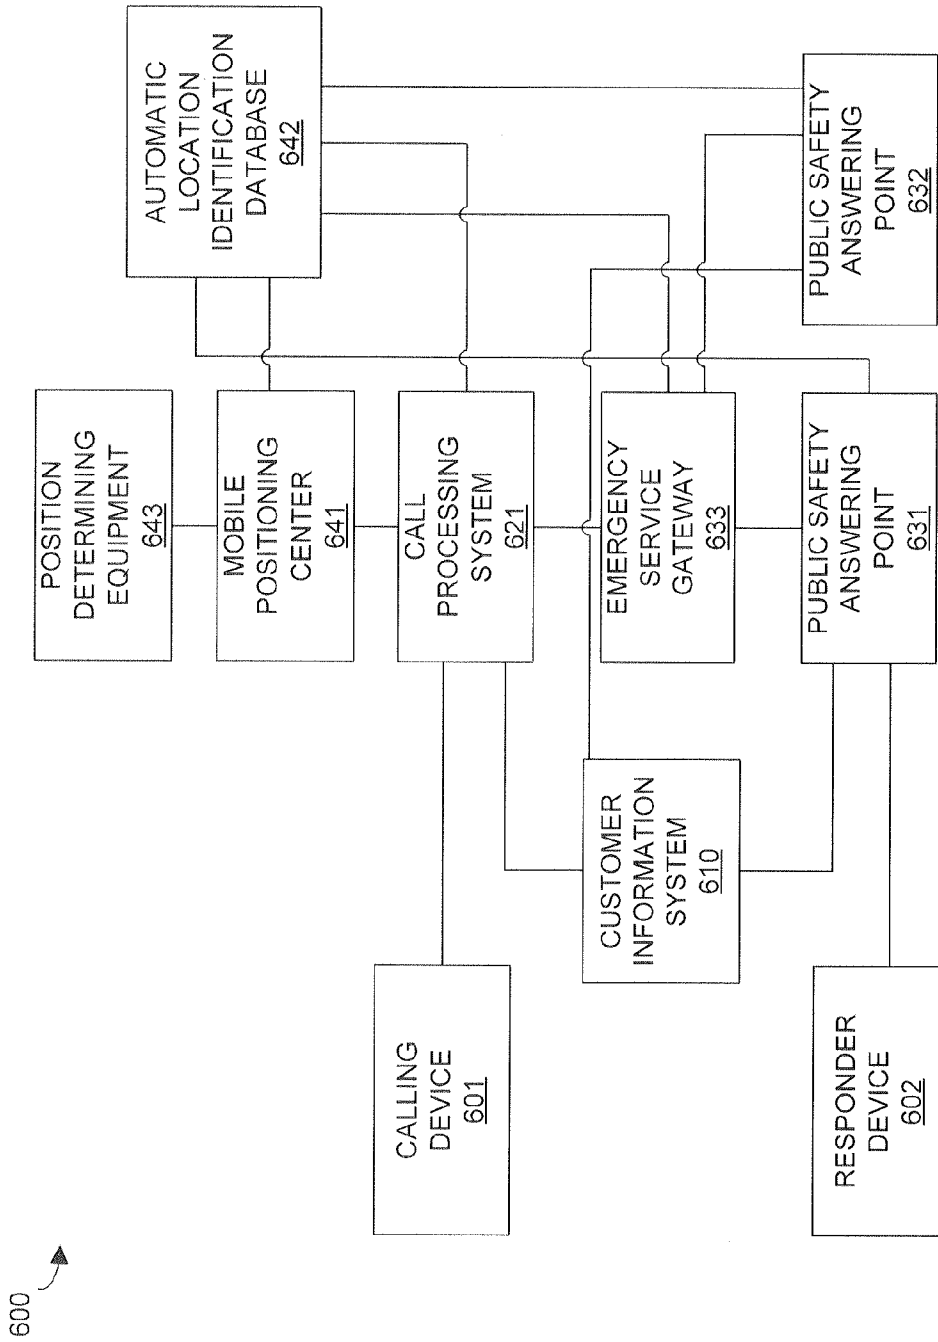 600
AUTOMATIC
LOCATION
IDENTIFICATION
DATABASE
642
POSITION
DETERMINING
EQUIPMENT
643
MOBILE
POSITIONING
CENTER
641
CALL
PROCESSING
SYSTEM
621
EMERGENCY
SERVICE
GATEWAY
633
PUBLIC SAFETY
ANSWERING
POINT
631
PUBLIC SAFETY
ANSWERING
POINT
632
CUSTOMER
INFORMATION
SYSTEM
610
CALLING
DEVICE
601
RESPONDER
DEVICE
602